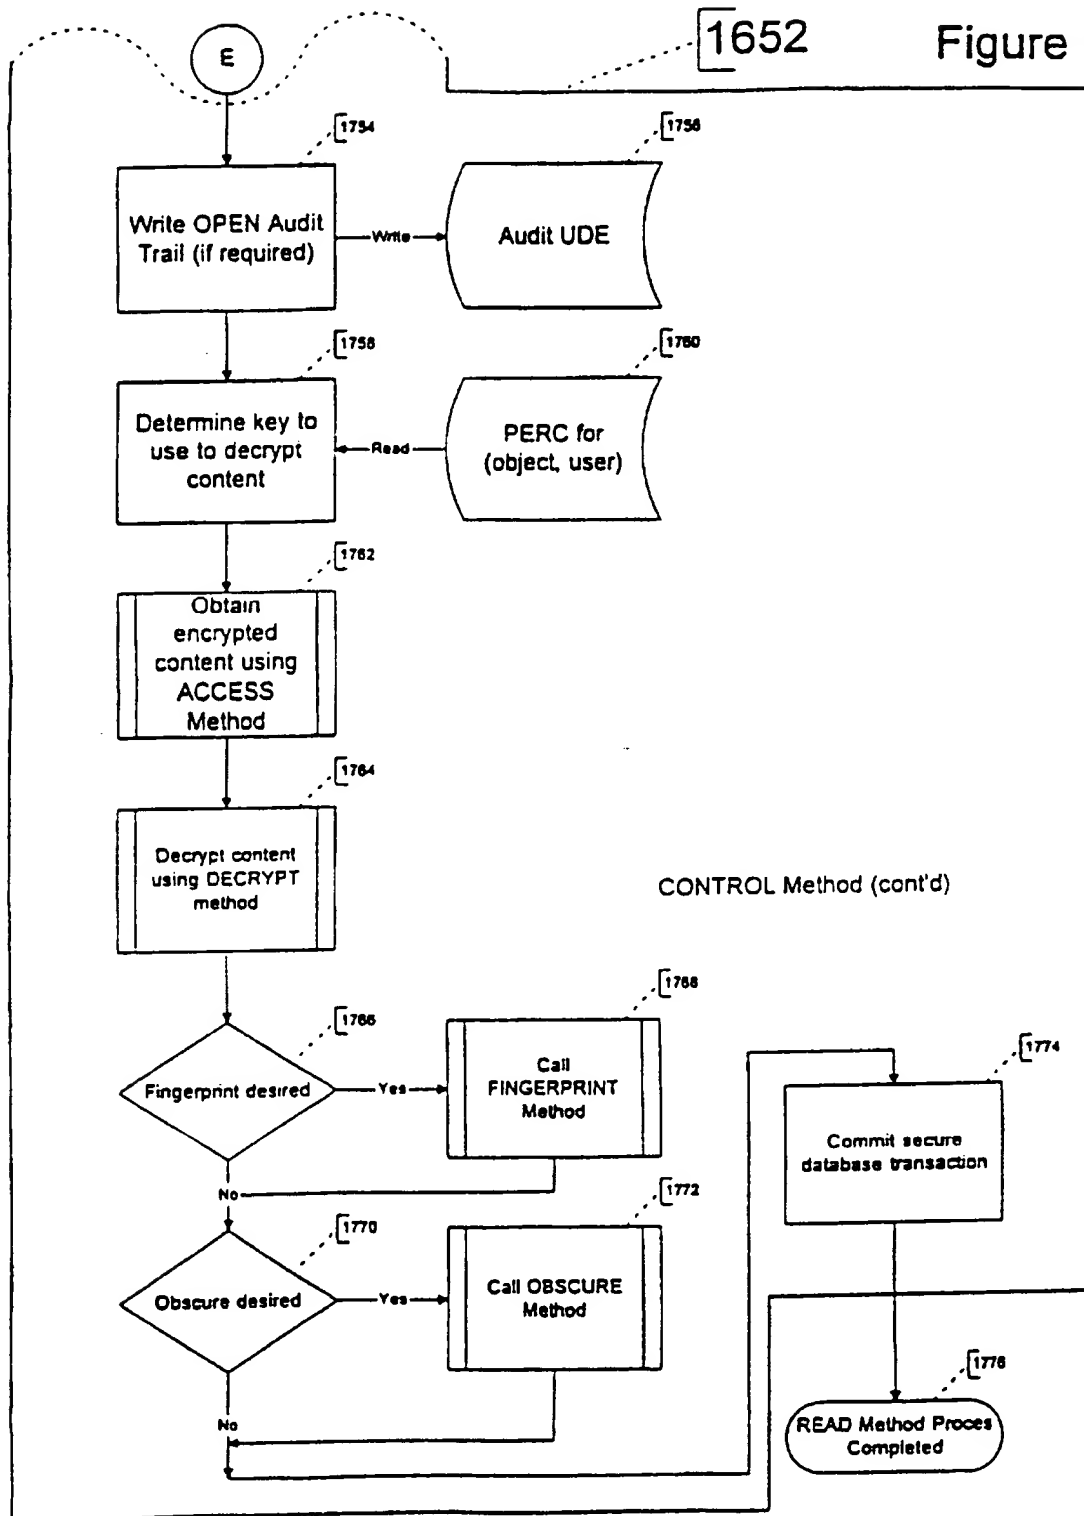 1652 Figure
E
1754
Write OPEN Audit
Trail (if required)
Write
1756
Audit UDE
1758
Determine key to
use to decrypt
content
Read
1760
PERC for
(object, user)
1762
Obtain
encrypted
content using
ACCESS
Method
1764
Decrypt content
using DECRYPT
method
CONTROL Method (cont'd)
1766
Fingerprint desired
Yes
1768
Call
FINGERPRINT
Method
No
1770
Obscure desired
Yes
1772
Call OBSCURE
Method
No
1774
Commit secure
database transaction
1776
READ Method Proces
Completed